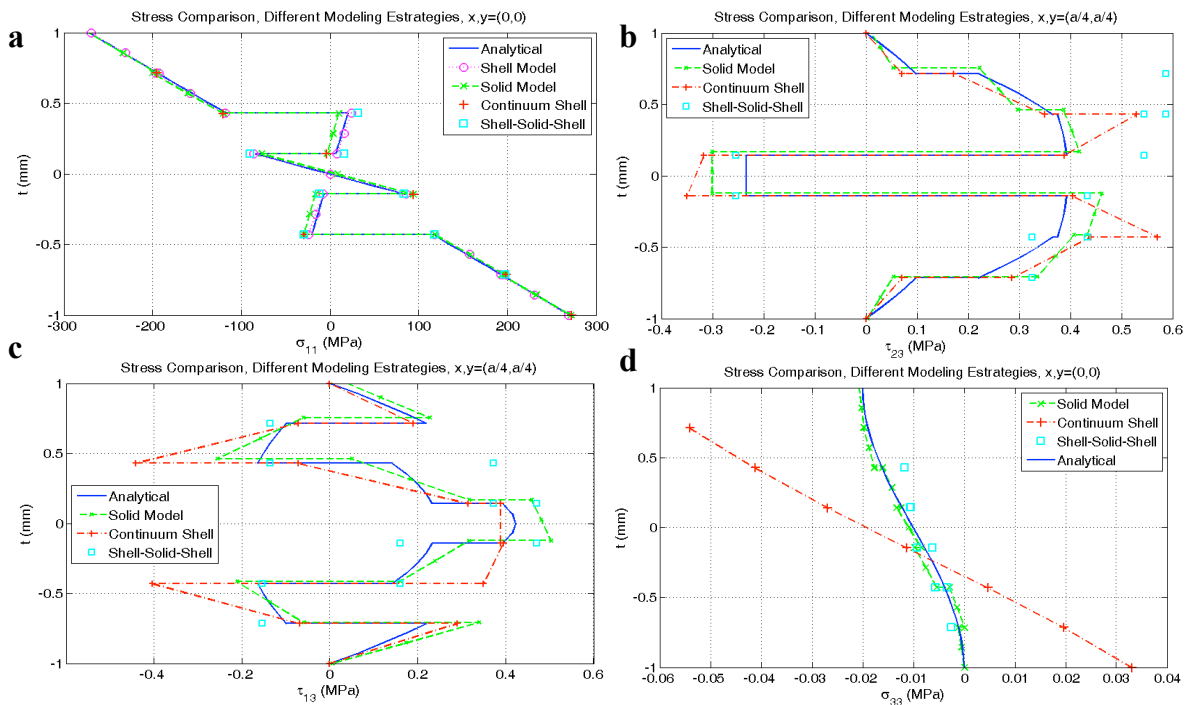 a
Stress Comparison, Different Modeling Estrategies, x,y=(0,0)
Analytical
Shell Model
Solid Model
Continuum Shell
Shell-Solid-Shell
1
0.5
0
-0.5
-1
t (mm)
-300
-200
-100
0
100
200
300
σ11 (MPa)
b
Stress Comparison, Different Modeling Estrategies, x,y=(a/4,a/4)
Analytical
Solid Model
Continuum Shell
Shell-Solid-Shell
1
0.5
0
-0.5
-1
t (mm)
-0.4
-0.3
-0.2
-0.1
0
0.1
0.2
0.3
0.4
0.5
0.6
τ23 (MPa)
c
Stress Comparison, Different Modeling Estrategies, x,y=(a/4,a/4)
Analytical
Solid Model
Continuum Shell
Shell-Solid-Shell
1
0.5
0
-0.5
-1
t (mm)
-0.4
-0.2
0
0.2
0.4
0.6
τ13 (MPa)
d
Stress Comparison, Different Modeling Estrategies, x,y=(0,0)
Solid Model
Continuum Shell
Shell-Solid-Shell
Analytical
1
0.5
0
-0.5
-1
t (mm)
-0.06
-0.05
-0.04
-0.03
-0.02
-0.01
0
0.01
0.02
0.03
0.04
σ33 (MPa)